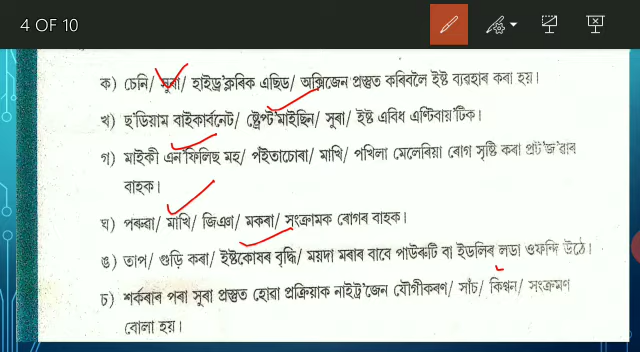 4 OF 10
ক) চেনি/ সুৰা/ হাইড্ৰ'ক্লৰিক এছিড/ অক্সিজেন প্ৰস্তুত কৰিবলৈ ইষ্ট ব্যৱহাৰ কৰা হয়।
খ) ছ'ডিয়াম বাইকাৰ্বনেট/ ষ্ট্ৰেপ্ট'মাইছিন/ সুৰা/ ইষ্ট এবিধ এণ্টিবায়'টিক।
গ) মাইকী এন'ফিলিছ মহ/ পঁইতাচোৰা/ মাখি/ পখিলা মেলেৰিয়া ৰোগ সৃষ্টি কৰা প্ৰট'জ'ৱাৰ
বাহক।
ঘ) পৰুৱা/ মাখি/ জিঞা/ মকৰা/ সংক্ৰামক ৰোগৰ বাহক।
ঙ) তাপ/ গুড়ি কৰা/ ইষ্টকোষৰ বৃদ্ধি/ ময়দা মৰাৰ বাবে পাউৰুটি বা ইডলিৰ লডা ওফন্দি উঠে।
চ) শৰ্কৰাৰ পৰা সুৰা প্ৰস্তুত হোৱা প্ৰক্ৰিয়াক নাইট্ৰ'জেন যৌগীকৰণ/ সাঁচ/ কিণ্বন/ সংক্ৰমণ
বোলা হয়।